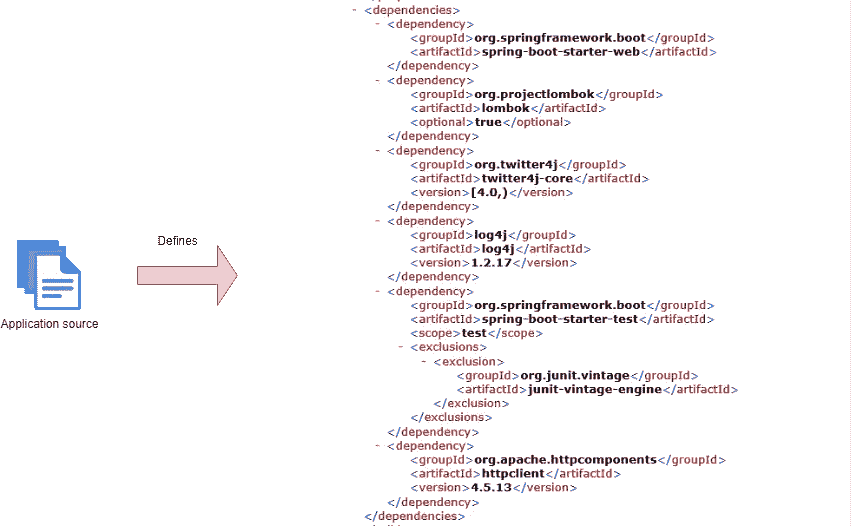 - <dependencies>
- <dependency>
<groupId>org.springframework.boot</groupId>
<artifactId>spring-boot-starter-web</artifactId>
</dependency>
- <dependency>
<groupId>org.projectlombok</groupId>
<artifactId>lombok</artifactId>
<optional>true</optional>
</dependency>
- <dependency>
<groupId>org.twitter4j</groupId>
<artifactId>twitter4j-core</artifactId>
<version>[4.0,)</version>
</dependency>
- <dependency>
<groupId>log4j</groupId>
<artifactId>log4j</artifactId>
<version>1.2.17</version>
</dependency>
- <dependency>
<groupId>org.springframework.boot</groupId>
<artifactId>spring-boot-starter-test</artifactId>
<scope>test</scope>
- <exclusions>
- <exclusion>
<groupId>org.junit.vintage</groupId>
<artifactId>junit-vintage-engine</artifactId>
</exclusion>
</exclusions>
</dependency>
- <dependency>
<groupId>org.apache.httpcomponents</groupId>
<artifactId>httpclient</artifactId>
<version>4.5.13</version>
</dependency>
</dependencies>
Defines
Application source